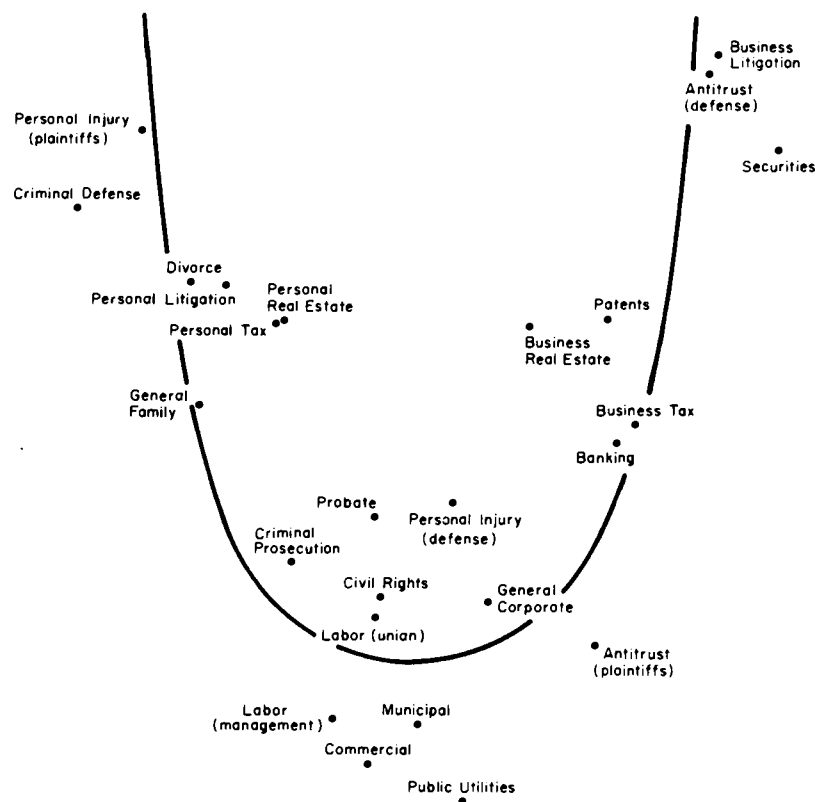 Business
Litigation
Antitrust
(defense)
Securities
Personal Injury
(plaintiffs)
Criminal Defense
Divorce
Personal Litigation
Personal
Real Estate
Personal Tax
Patents
Business
Real Estate
General
Family
Business Tax
Banking
Probate
Personal Injury
(defense)
Criminal
Prosecution
Civil Rights
General
Corporate
Labor (unian)
Antitrust
(plaintiffs)
Labor
(management)
Municipal
Commercial
Public Utilities